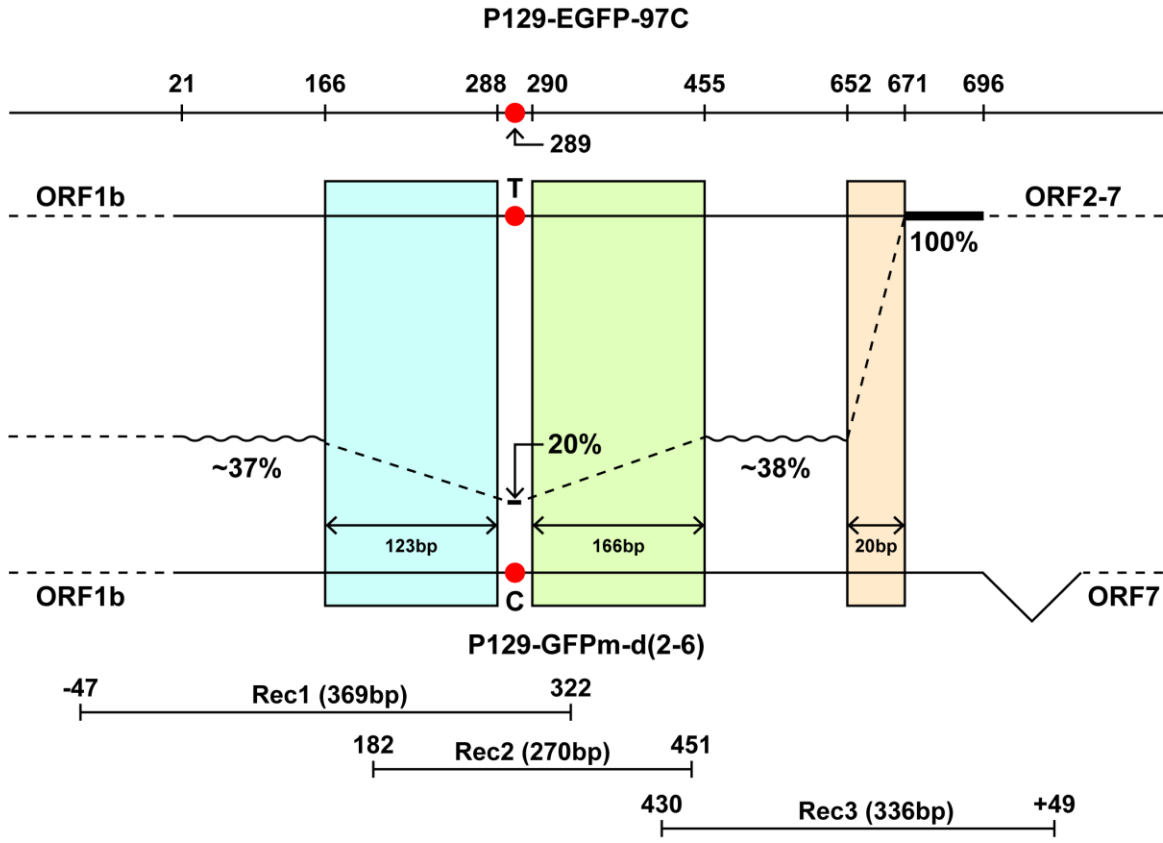 P129-EGFP-97C
21 166 288 290 455 652 671 696
289
ORF1b T ORF2-7
100%
20%
~37% ~38%
123bp 166bp 20bp
ORF1b C ORF7
P129-GFPm-d(2-6)
-47 Rec1 (369bp) 322
182 Rec2 (270bp) 451
430 Rec3 (336bp) +49